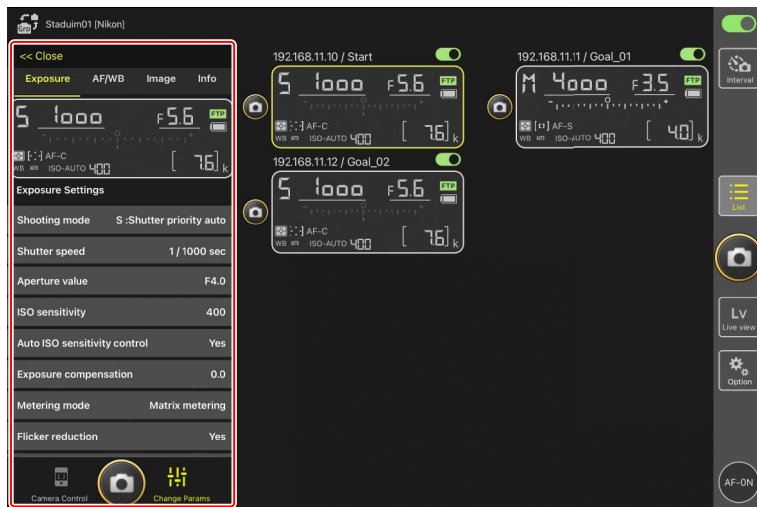 Grp
Staduim01 [Nikon]
<< Close
Exposure AF/WB Image Info
S 1000 F5.6 FTP
AF-C
WB ISO-AUTO 400 [ 7.6] k
Exposure Settings
Shooting mode S :Shutter priority auto
Shutter speed 1/1000 sec
Aperture value F4.0
ISO sensitivity 400
Auto ISO sensitivity control Yes
Exposure compensation 0.0
Metering mode Matrix metering
Flicker reduction Yes
Camera Control
Change Params
192.168.11.10 / Start
S 1000 F5.6 FTP
AF-C
WB ISO-AUTO 400 [ 7.6] k
192.168.11.11 / Goal_01
M 4000 F3.5 FTP
AF-S
WB ISO-AUTO 400 [ 4.0] k
192.168.11.12 / Goal_02
S 1000 F5.6 FTP
AF-C
WB ISO-AUTO 400 [ 7.6] k
Interval
List
Lv
Live view
Option
AF-ON